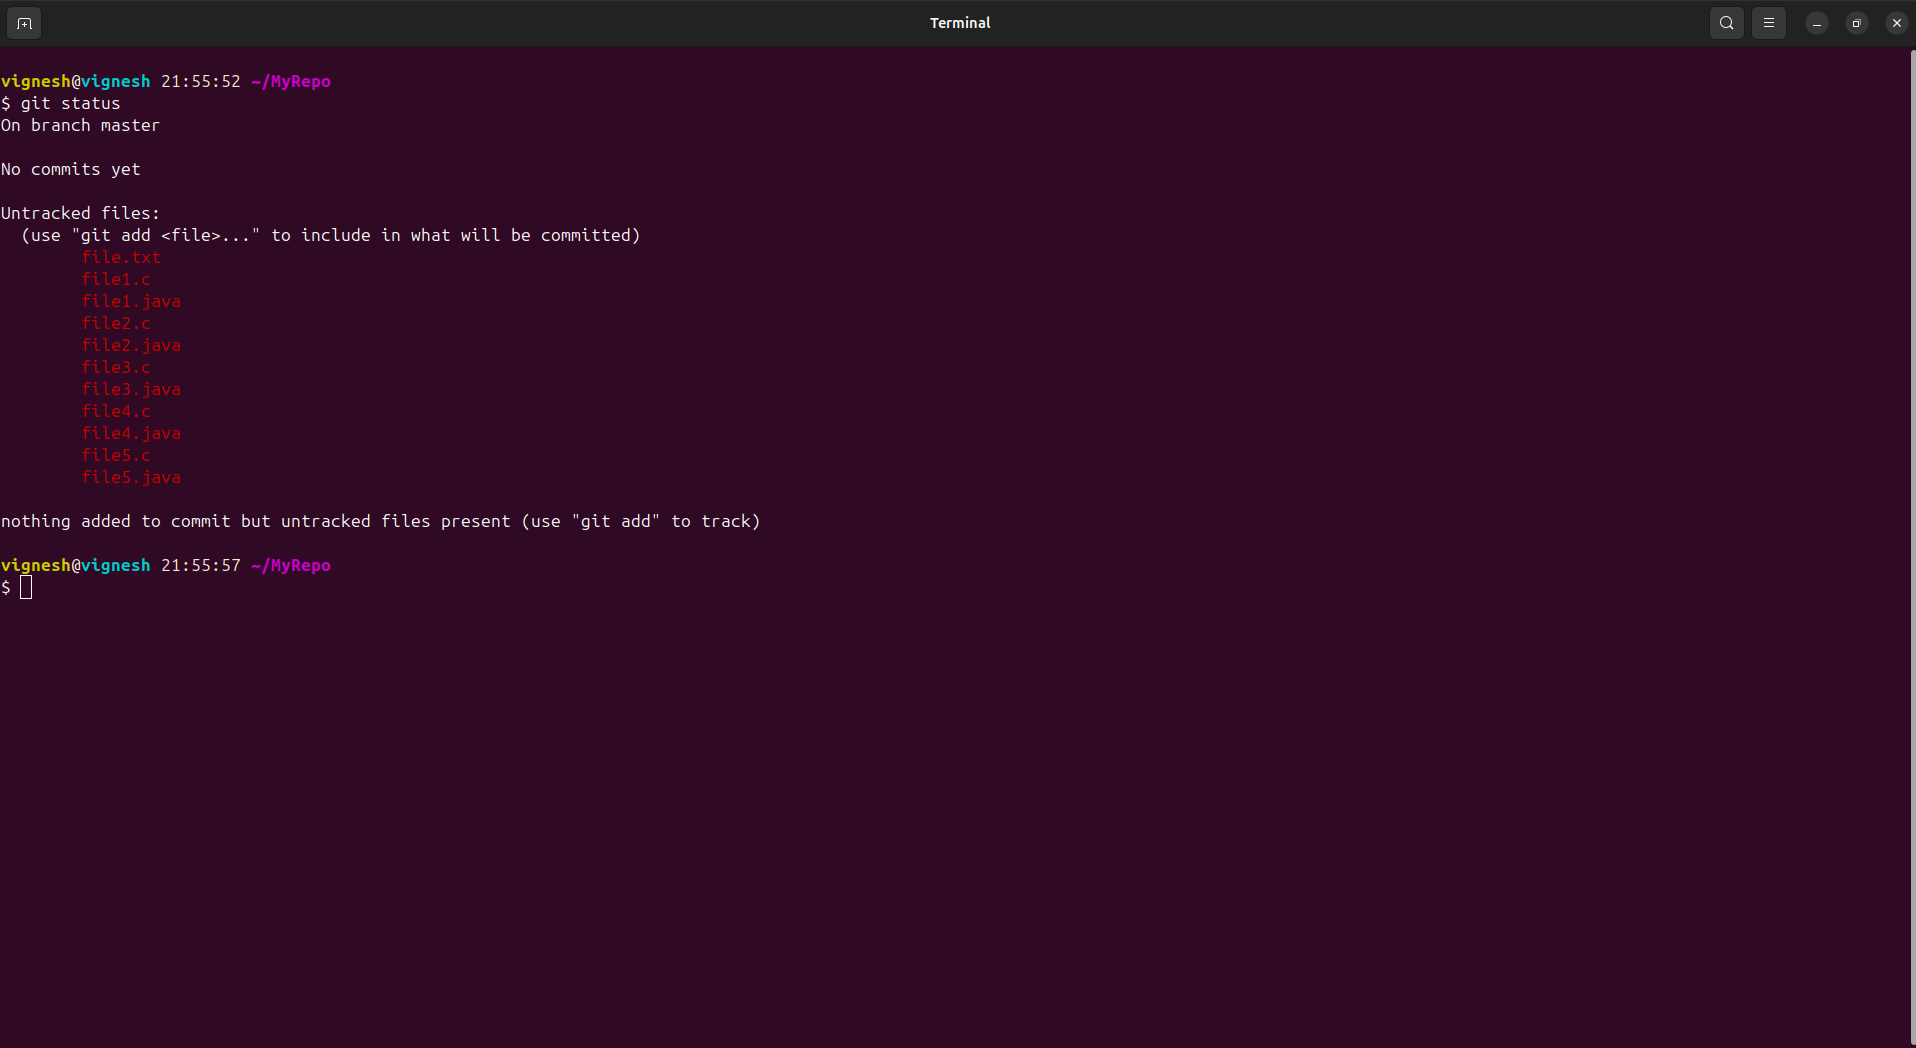 Terminal
vignesh@vignesh 21:55:52 ~/MyRepo
$ git status
On branch master
No commits yet
Untracked files:
  (use "git add <file>..." to include in what will be committed)
        file.txt
        file1.c
        file1.java
        file2.c
        file2.java
        file3.c
        file3.java
        file4.c
        file4.java
        file5.c
        file5.java
nothing added to commit but untracked files present (use "git add" to track)
vignesh@vignesh 21:55:57 ~/MyRepo
$